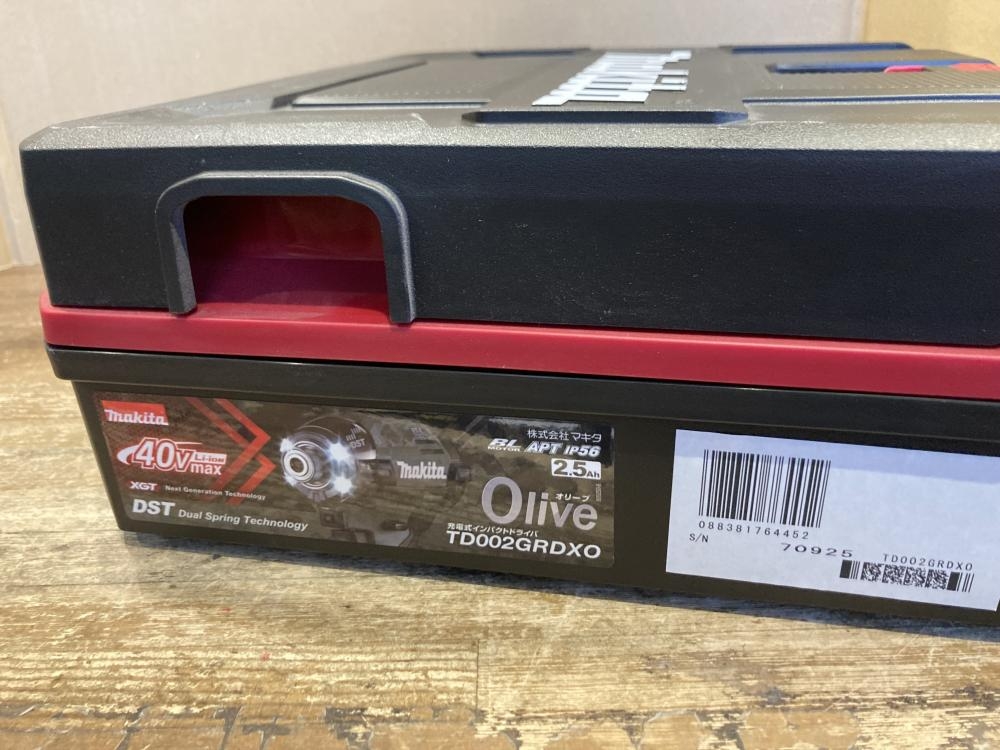 makita
makita
40Vmax Li-ion
XGT Next Generation Technology
DST Dual Spring Technology
DST
makita
株式会社マキタ
BL MOTOR APT IP56
2.5Ah
オリーブ
Olive
充電式インパクトドライバ
TD002GRDXO
088381764452
S/N
70925 TD002GRDXO